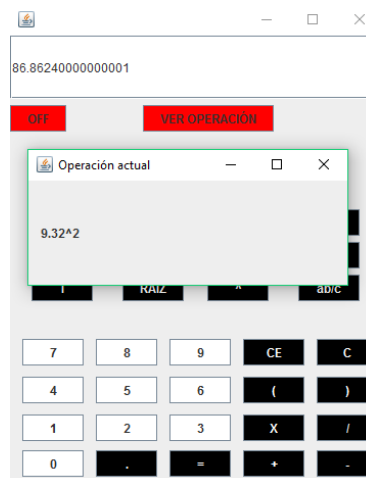 86.86240000000001
OFF VER OPERACIÓN
Operación actual
9.32^2
RAIZ ^ ab/c
7 8 9 CE C
4 5 6 ( )
1 2 3 X /
0 . = + -